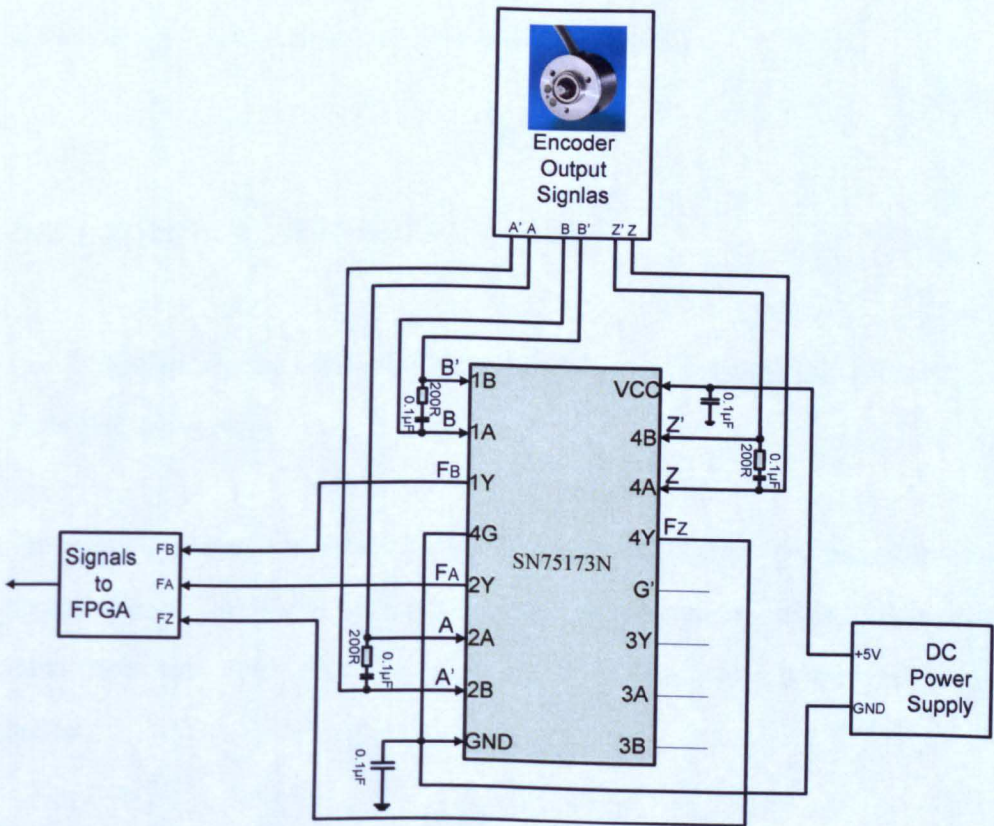 Encoder
Output
Signlas
A' A B B' Z' Z
B'
1B
200R
0.1µF
B
1A
FB
1Y
4G
FA
2Y
A
2A
200R
0.1µF
A'
2B
GND
0.1µF
SN75173N
VCC
0.1µF
Z'
4B
0.1µF
200R
Z
4A
FZ
4Y
G'
3Y
3A
3B
Signals
to
FPGA
FB
FA
FZ
+5V
GND
DC
Power
Supply